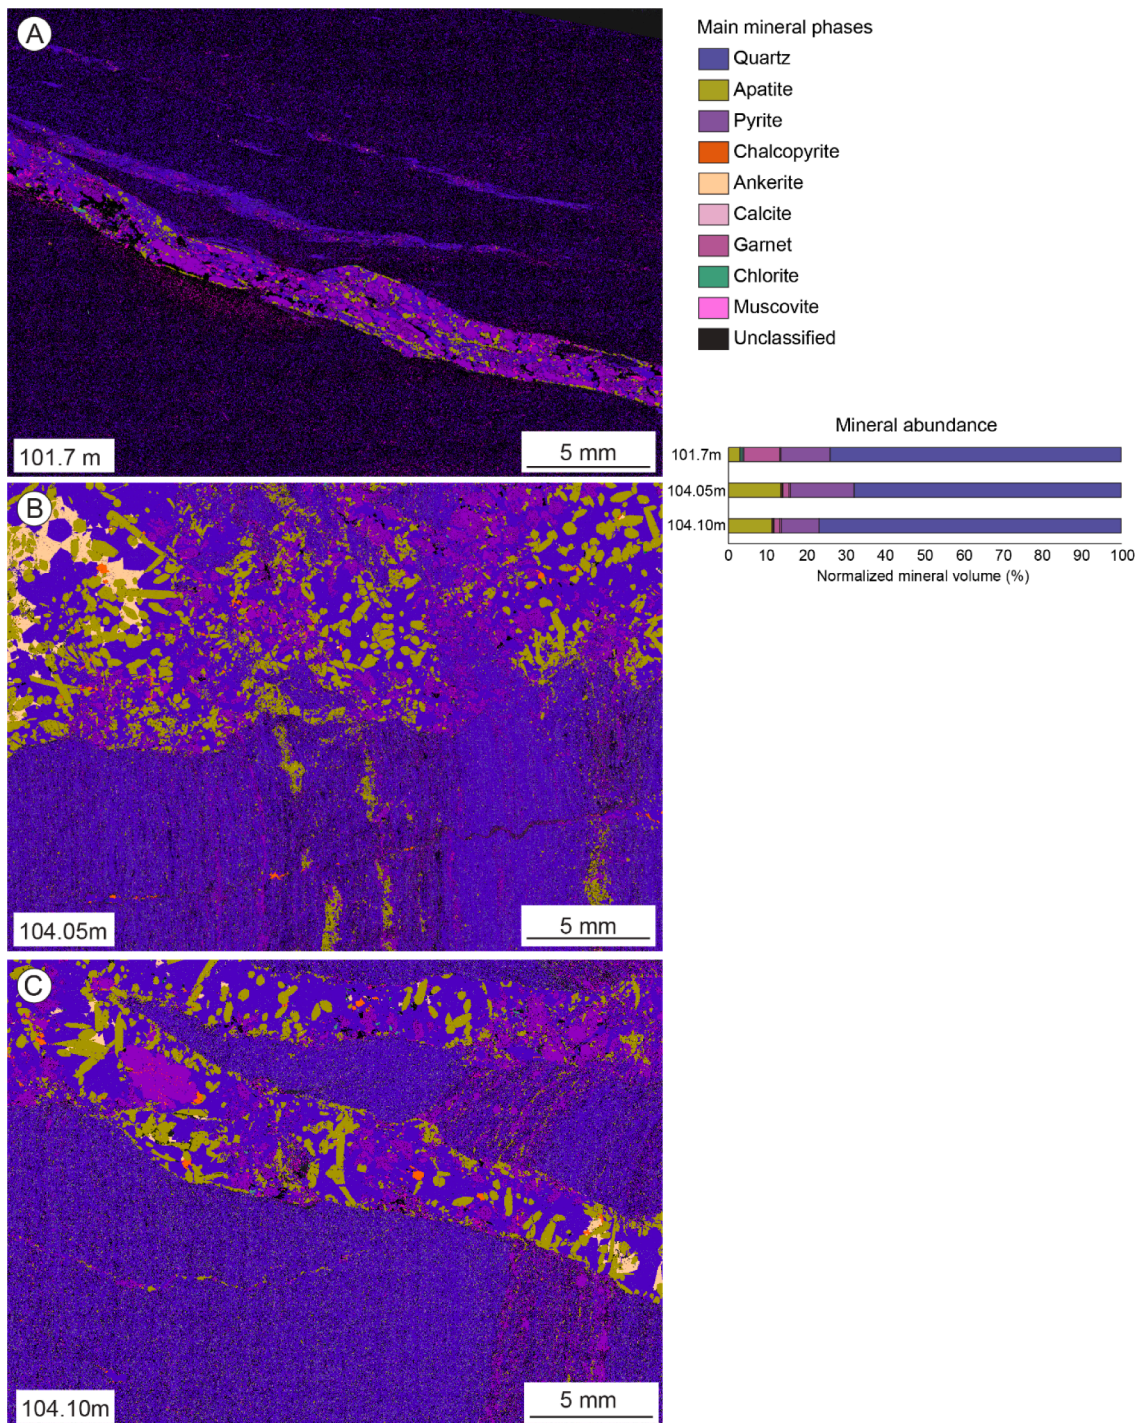 A
101.7 m
5 mm
B
104.05m
5 mm
C
104.10m
5 mm
Main mineral phases
Quartz
Apatite
Pyrite
Chalcopyrite
Ankerite
Calcite
Garnet
Chlorite
Muscovite
Unclassified
Mineral abundance
101.7m
104.05m
104.10m
0 10 20 30 40 50 60 70 80 90 100
Normalized mineral volume (%)